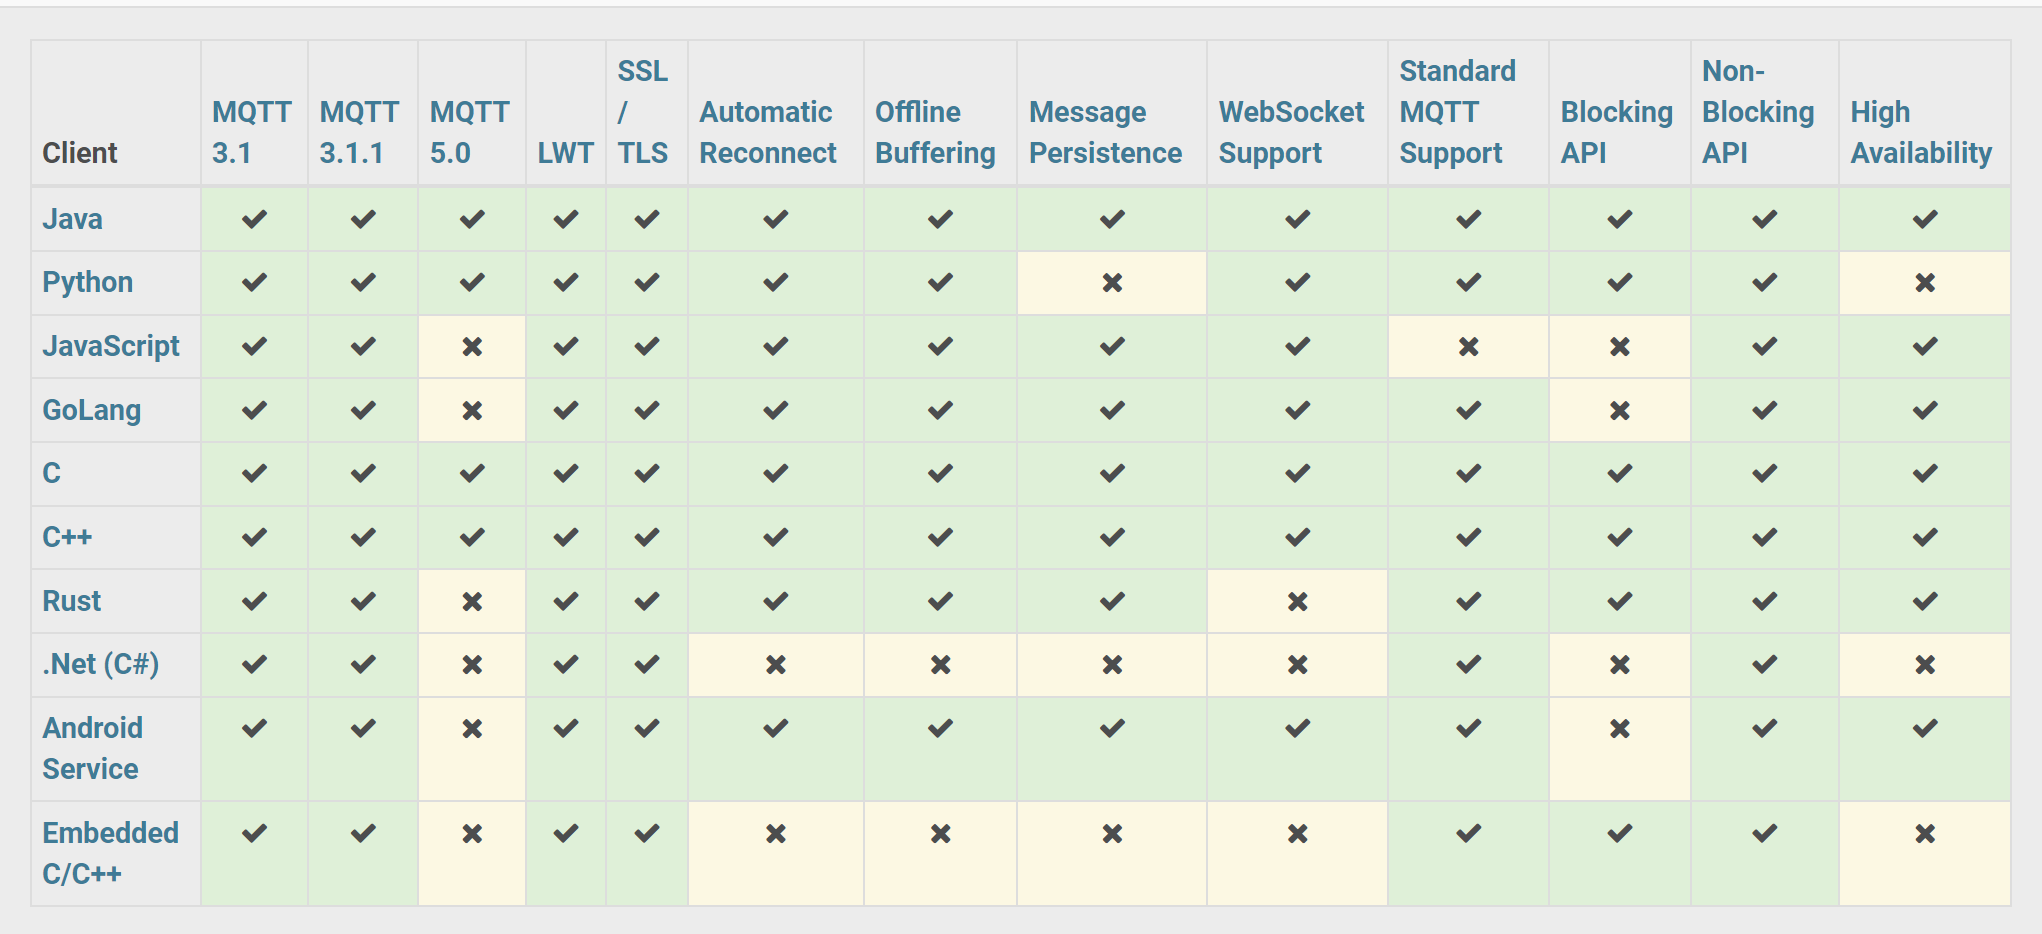 Client
MQTT
3.1
MQTT
3.1.1
MQTT
5.0
LWT
SSL
/
TLS
Automatic
Reconnect
Offline
Buffering
Message
Persistence
WebSocket
Support
Standard
MQTT
Support
Blocking
API
Non-
Blocking
API
High
Availability
Java ✔ ✔ ✔ ✔ ✔ ✔ ✔ ✔ ✔ ✔ ✔ ✔ ✔
Python ✔ ✔ ✔ ✔ ✔ ✔ ✔ ✖ ✔ ✔ ✔ ✔ ✖
JavaScript ✔ ✔ ✖ ✔ ✔ ✔ ✔ ✔ ✔ ✖ ✖ ✔ ✔
GoLang ✔ ✔ ✖ ✔ ✔ ✔ ✔ ✔ ✔ ✔ ✖ ✔ ✔
C ✔ ✔ ✔ ✔ ✔ ✔ ✔ ✔ ✔ ✔ ✔ ✔ ✔
C++ ✔ ✔ ✔ ✔ ✔ ✔ ✔ ✔ ✔ ✔ ✔ ✔ ✔
Rust ✔ ✔ ✖ ✔ ✔ ✔ ✔ ✔ ✖ ✔ ✔ ✔ ✔
.Net (C#) ✔ ✔ ✖ ✔ ✔ ✖ ✖ ✖ ✖ ✔ ✖ ✔ ✖
Android ✔ ✔ ✖ ✔ ✔ ✔ ✔ ✔ ✔ ✔ ✖ ✔ ✔
Service
Embedded ✔ ✔ ✖ ✔ ✔ ✖ ✖ ✖ ✖ ✔ ✔ ✔ ✖
C/C++